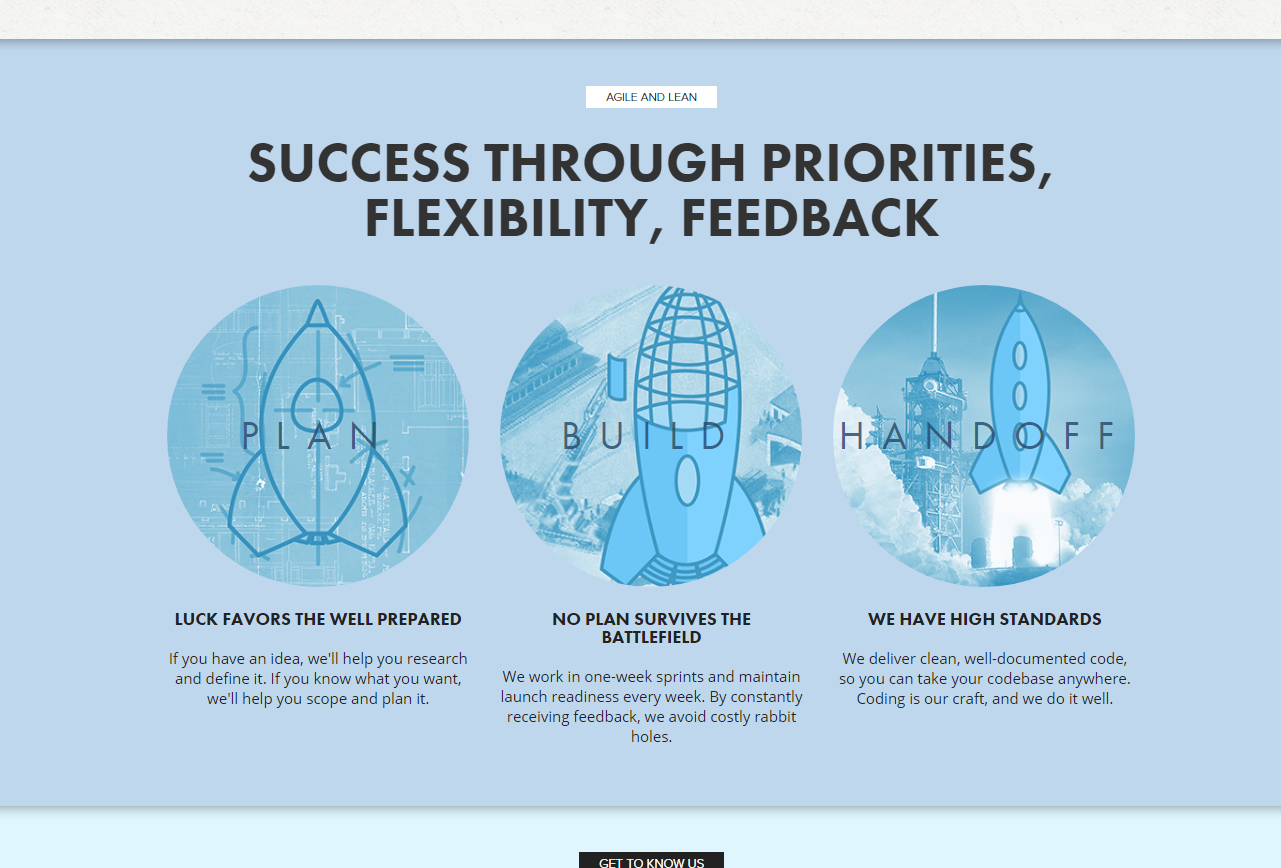 AGILE AND LEAN
SUCCESS THROUGH PRIORITIES,
FLEXIBILITY, FEEDBACK
PLAN
BUILD
HANDOFF
LUCK FAVORS THE WELL PREPARED
If you have an idea, we'll help you research
and define it. If you know what you want,
we'll help you scope and plan it.
NO PLAN SURVIVES THE
BATTLEFIELD
We work in one-week sprints and maintain
launch readiness every week. By constantly
receiving feedback, we avoid costly rabbit
holes.
WE HAVE HIGH STANDARDS
We deliver clean, well-documented code,
so you can take your codebase anywhere.
Coding is our craft, and we do it well.
GET TO KNOW US